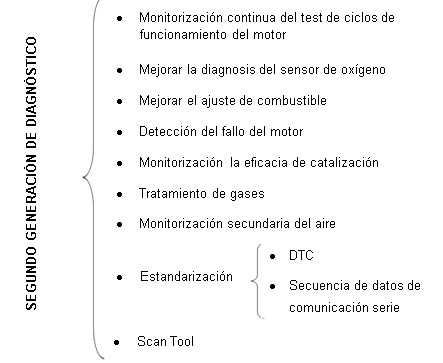 SEGUNDO GENERACIÓN DE DIAGNÓSTICO
• Monitorización continua del test de ciclos de
funcionamiento del motor
• Mejorar la diagnosis del sensor de oxígeno
• Mejorar el ajuste de combustible
• Detección del fallo del motor
• Monitorización la eficacia de catalización
• Tratamiento de gases
• Monitorización secundaria del aire
• Estandarización
• DTC
• Secuencia de datos de
comunicación serie
• Scan Tool